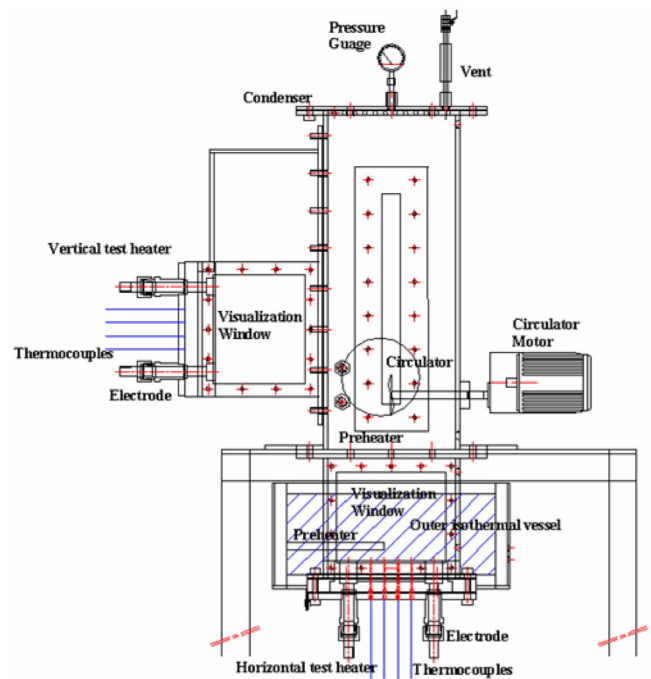 Pressure
Guage
Vent
Condenser
Vertical test heater
Visualization
Window
Thermocouples
Electrode
Circulator
Motor
Circulator
Preheater
Visualization
Window
Outer isothermal vessel
Preheater
Electrode
Horizontal test heater
Thermocouples